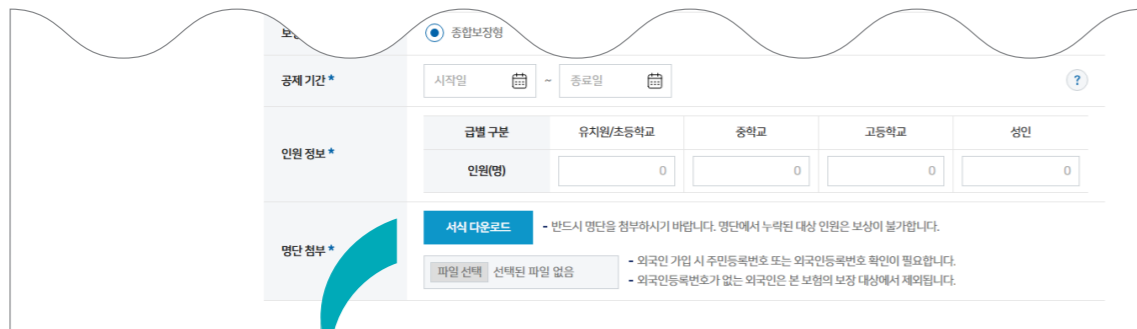 종합보장형
공제 기간 * 시작일 ~ 종료일 ?
급별 구분 유치원/초등학교 중학교 고등학교 성인
인원 정보 *
인원(명) 0 0 0 0
서식 다운로드 - 반드시 명단을 첨부하시기 바랍니다. 명단에서 누락된 대상 인원은 보상이 불가합니다.
명단 첨부 *
파일 선택 선택된 파일 없음 - 외국인 가입 시 주민등록번호 또는 외국인등록번호 확인이 필요합니다.
- 외국인등록번호가 없는 외국인은 본 보험의 보장 대상에서 제외됩니다.